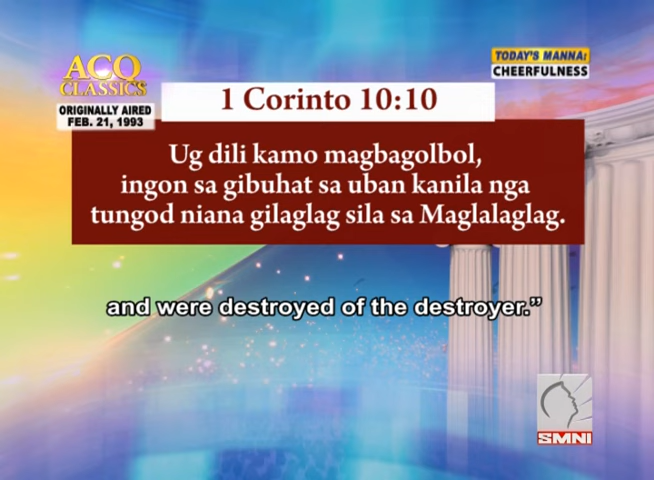 ACQ
CLASSICS
ORIGINALLY AIRED
FEB. 21, 1993
TODAY'S MANNA:
CHEERFULNESS
1 Corinto 10:10
Ug dili kamo magbagolbol,
ingon sa gibuhat sa uban kanila nga
tungod niana gilaglag sila sa Maglalaglag.
and were destroyed of the destroyer.”
SMNI